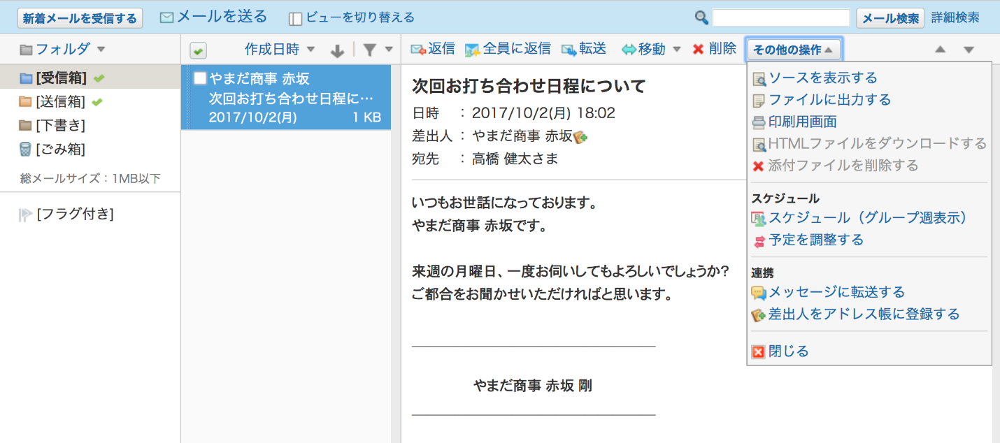 新着メールを受信する メールを送る ビューを切り替える メール検索 詳細検索
フォルダ
[受信箱]
[送信箱]
[下書き]
[ごみ箱]
総メールサイズ：1MB以下
[フラグ付き]
作成日時
やまだ商事 赤坂
次回お打ち合わせ日程に…
2017/10/2(月) 1 KB
返信 全員に返信 転送 移動 削除 その他の操作
次回お打ち合わせ日程について
日時 ： 2017/10/2(月) 18:02
差出人 ： やまだ商事 赤坂
宛先 ： 高橋 健太さま
いつもお世話になっております。
やまだ商事 赤坂です。
来週の月曜日、一度お伺いしてもよろしいでしょうか？
ご都合をお聞かせいただければと思います。
やまだ商事 赤坂 剛
ソースを表示する
ファイルに出力する
印刷用画面
HTMLファイルをダウンロードする
添付ファイルを削除する
スケジュール
スケジュール（グループ週表示）
予定を調整する
連携
メッセージに転送する
差出人をアドレス帳に登録する
閉じる